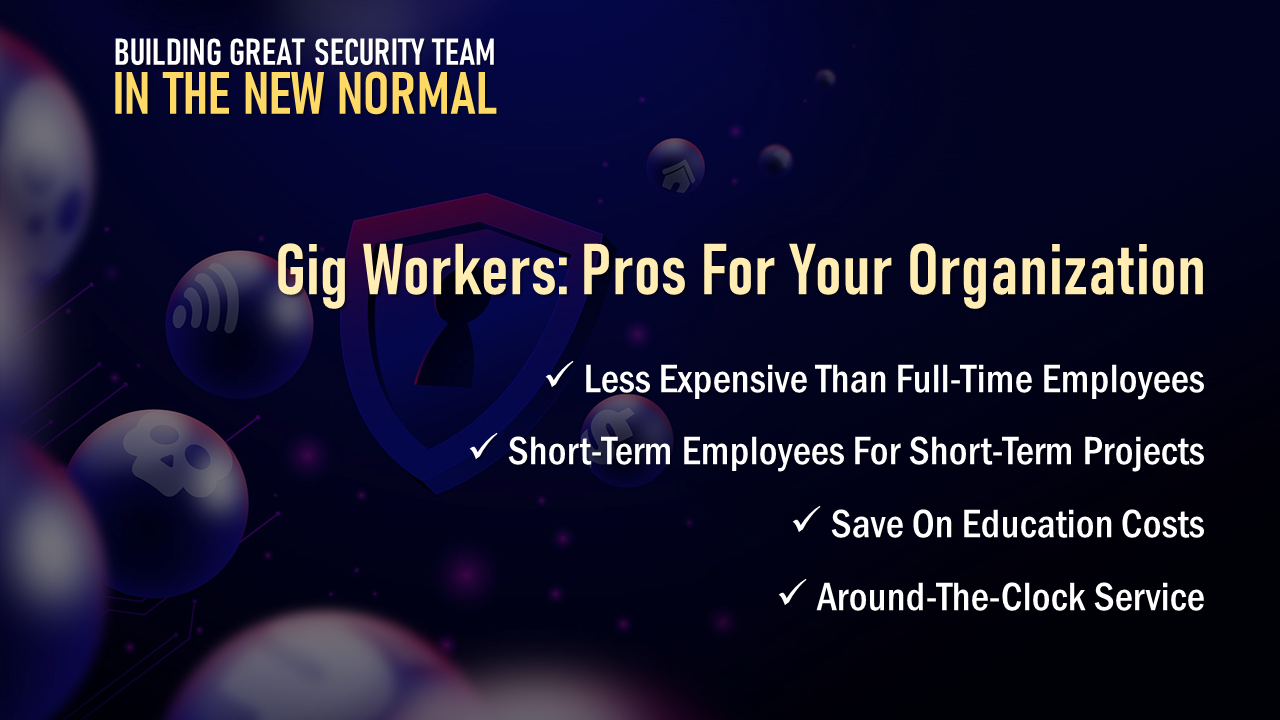 BUILDING GREAT SECURITY TEAM
IN THE NEW NORMAL
Gig Workers: Pros For Your Organization
✓ Less Expensive Than Full-Time Employees
✓ Short-Term Employees For Short-Term Projects
✓ Save On Education Costs
✓ Around-The-Clock Service